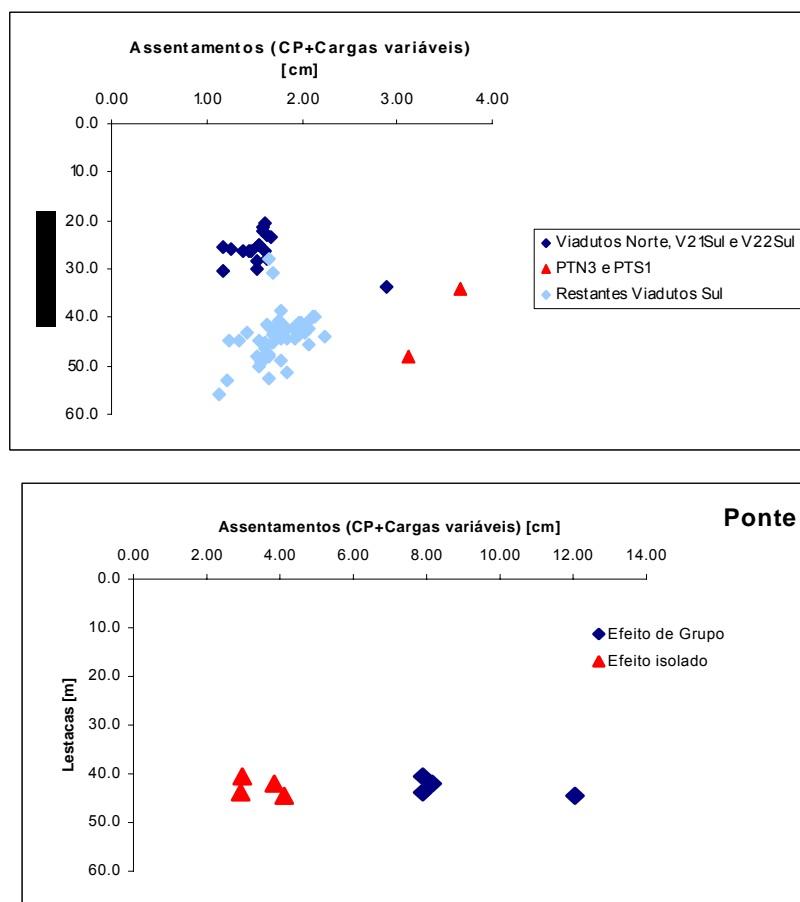 Assentamentos (CP+Cargas variáveis)
[cm]
0.00 1.00 2.00 3.00 4.00
0.0
10.0
20.0
30.0
40.0
50.0
60.0
Viadutos Norte, V21Sul e V22Sul
PTN3 e PTS1
Restantes Viadutos Sul
Ponte
Assentamentos (CP+Cargas variáveis) [cm]
0.00 2.00 4.00 6.00 8.00 10.00 12.00 14.00
0.0
10.0
20.0
30.0
40.0
50.0
60.0
Lestacas [m]
Efeito de Grupo
Efeito isolado